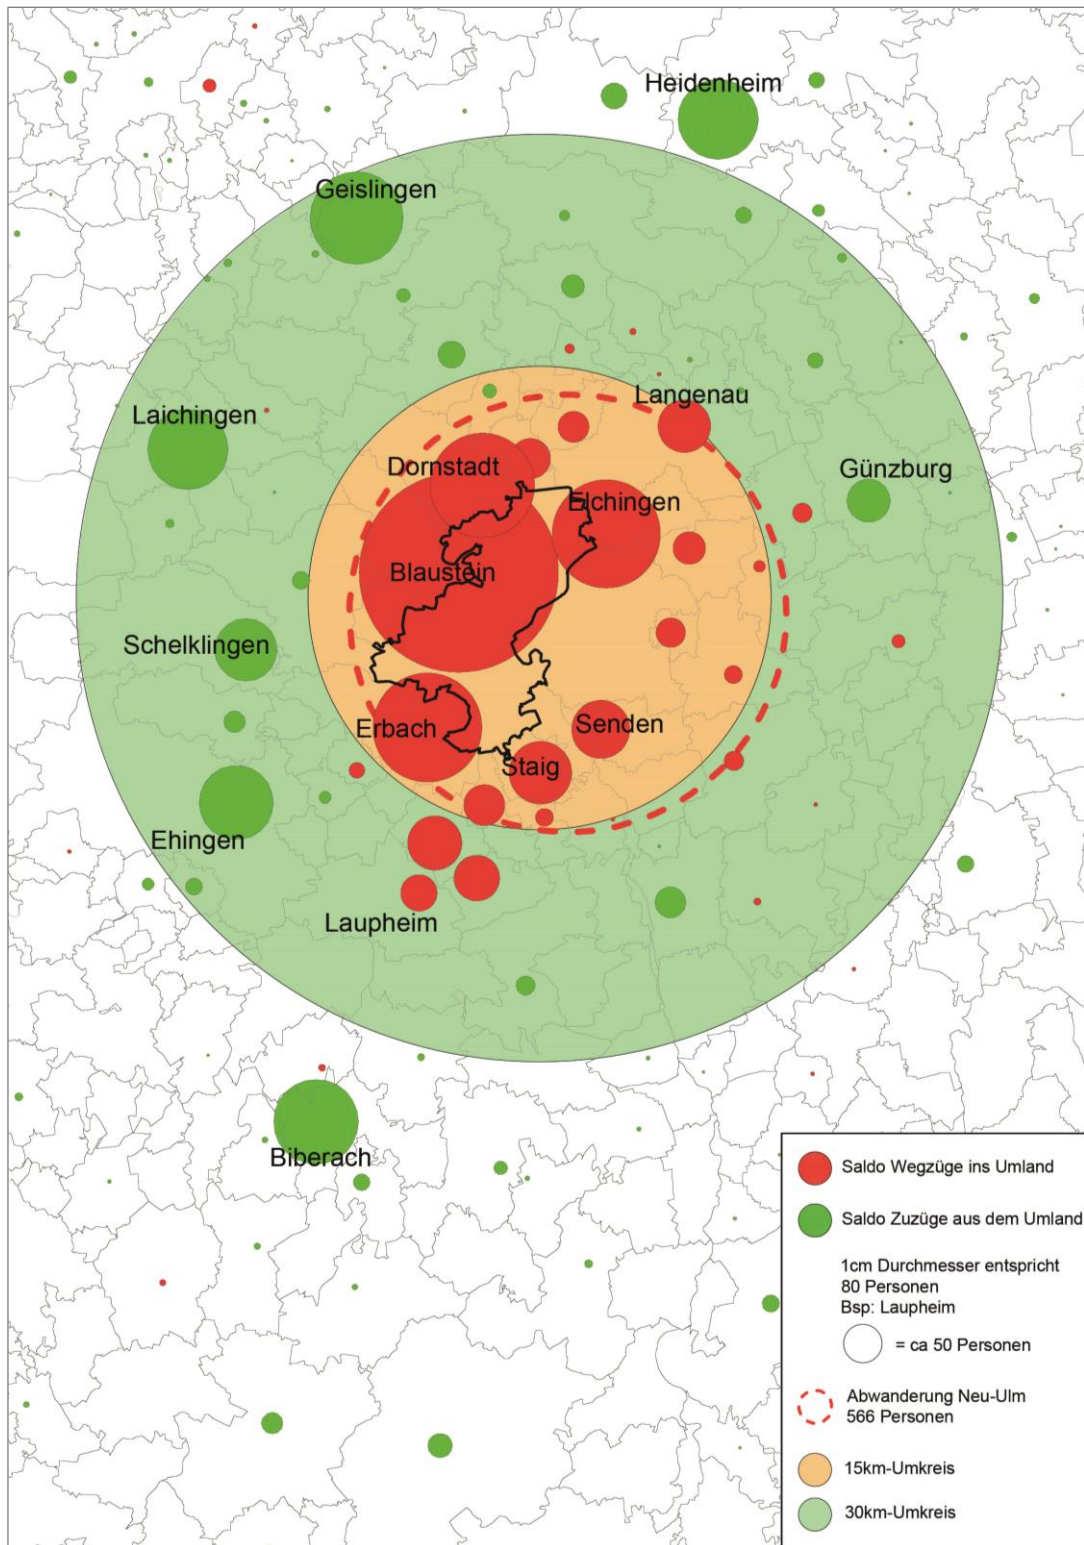 Heidenheim
Geislingen
Laichingen
Langenau
Dornstadt
Günzburg
Elchingen
Blaustein
Schelklingen
Erbach
Senden
Staig
Ehingen
Laupheim
Biberach
Saldo Wegzüge ins Umland
Saldo Zuzüge aus dem Umland
1cm Durchmesser entspricht
80 Personen
Bsp: Laupheim
= ca 50 Personen
Abwanderung Neu-Ulm
566 Personen
15km-Umkreis
30km-Umkreis